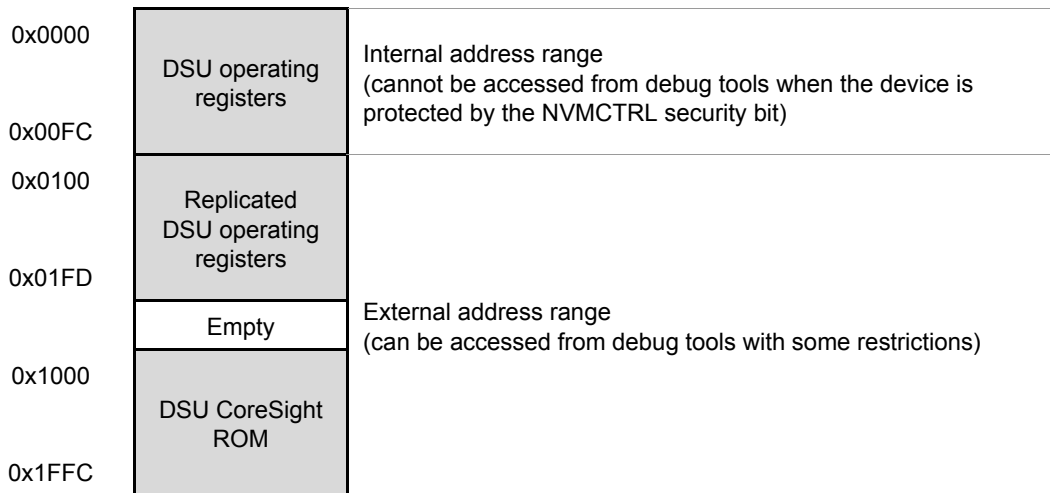 0x0000
DSU operating
registers
Internal address range
(cannot be accessed from debug tools when the device is
protected by the NVMCTRL security bit)
0x00FC
0x0100
Replicated
DSU operating
registers
0x01FD
Empty
External address range
(can be accessed from debug tools with some restrictions)
0x1000
DSU CoreSight
ROM
0x1FFC